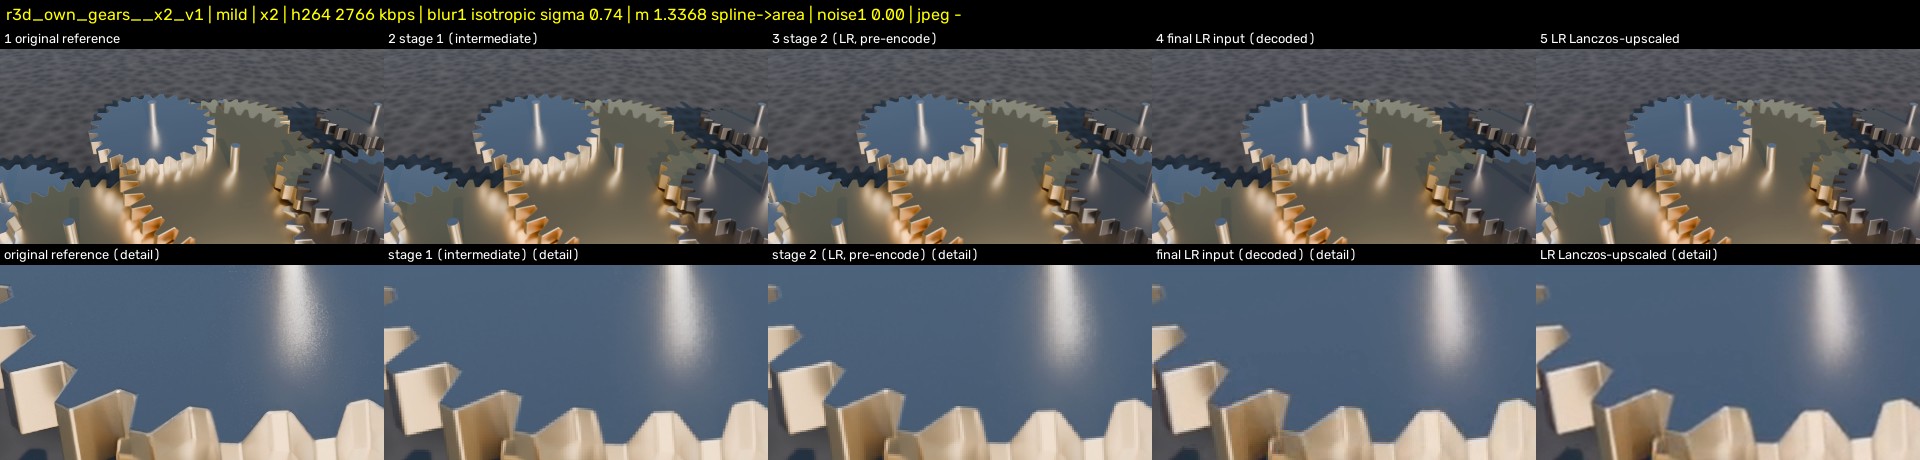 r3d_own_gears__x2_v1 | mild | x2 | h264 2766 kbps | blur1 isotropic sigma 0.74 | m 1.3368 spline->area | noise1 0.00 | jpeg -
1 original reference
2 stage 1 (intermediate)
3 stage 2 (LR, pre-encode)
4 final LR input (decoded)
5 LR Lanczos-upscaled
original reference (detail)
stage 1 (intermediate) (detail)
stage 2 (LR, pre-encode) (detail)
final LR input (decoded) (detail)
LR Lanczos-upscaled (detail)